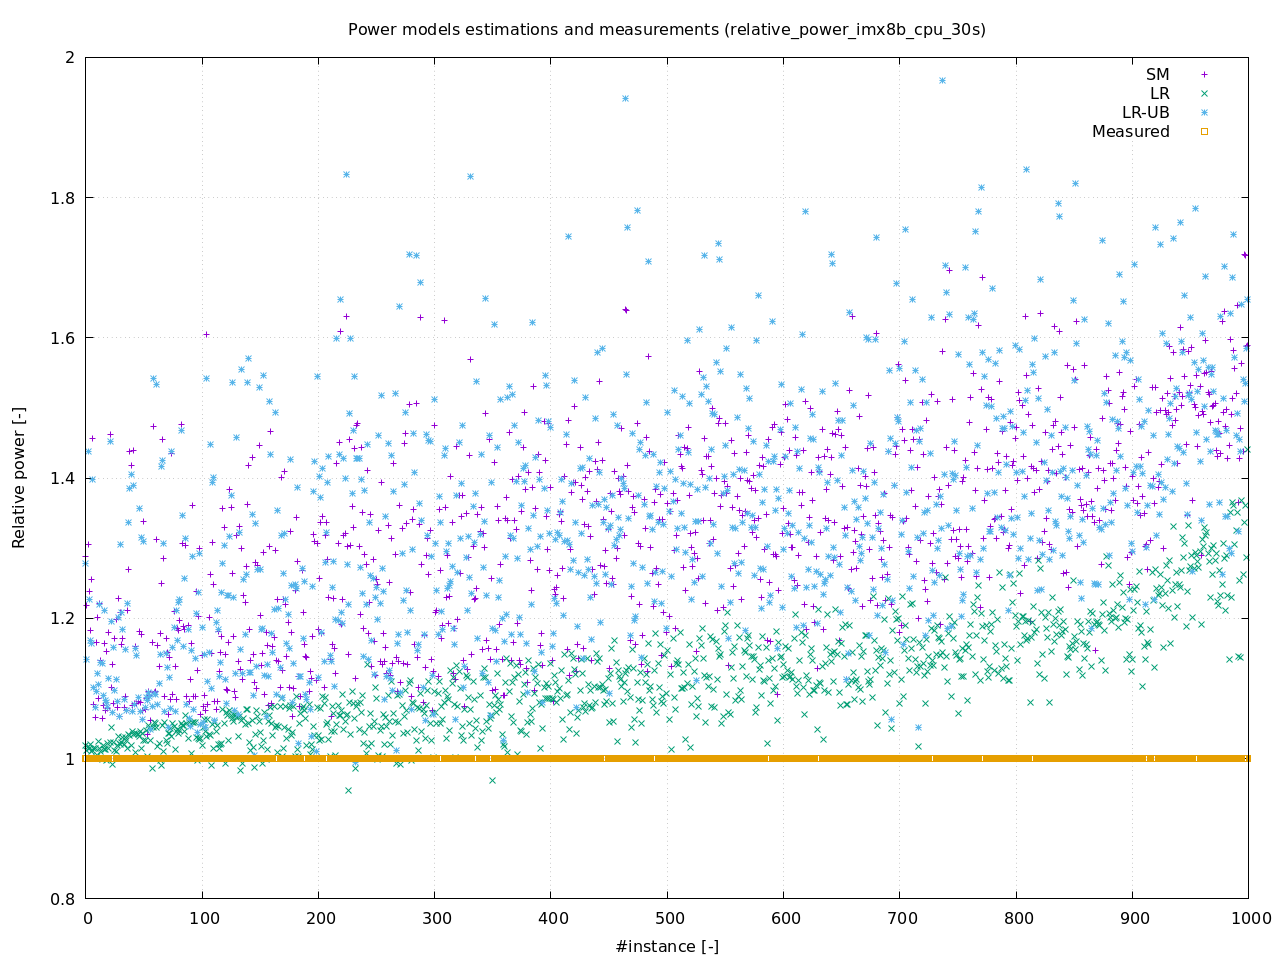 Power models estimations and measurements (relative_power_imx8b_cpu_30s)
SM
LR
LR-UB
Measured
2
1.8
1.6
1.4
1.2
1
0.8
Relative power [-]
0 100 200 300 400 500 600 700 800 900 1000
#instance [-]